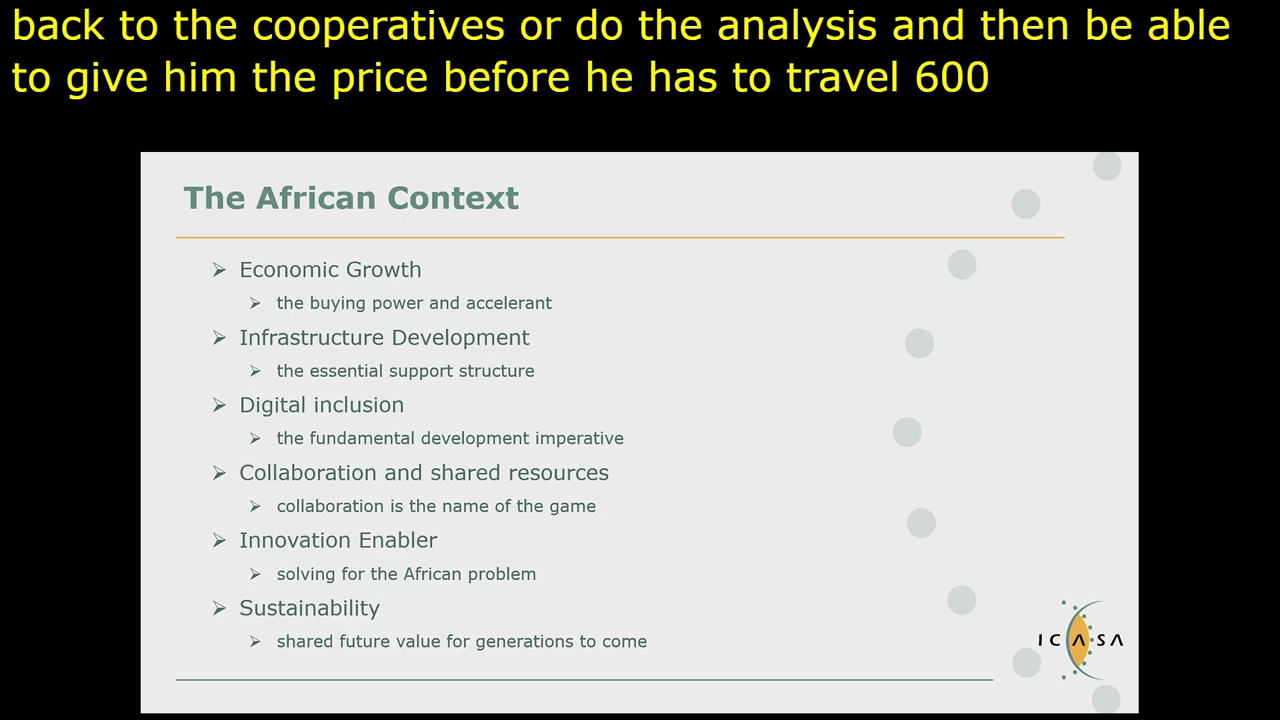 back to the cooperatives or do the analysis and then be able
to give him the price before he has to travel 600
The African Context
Economic Growth
the buying power and accelerant
Infrastructure Development
the essential support structure
Digital inclusion
the fundamental development imperative
Collaboration and shared resources
collaboration is the name of the game
Innovation Enabler
solving for the African problem
Sustainability
shared future value for generations to come
ICASA